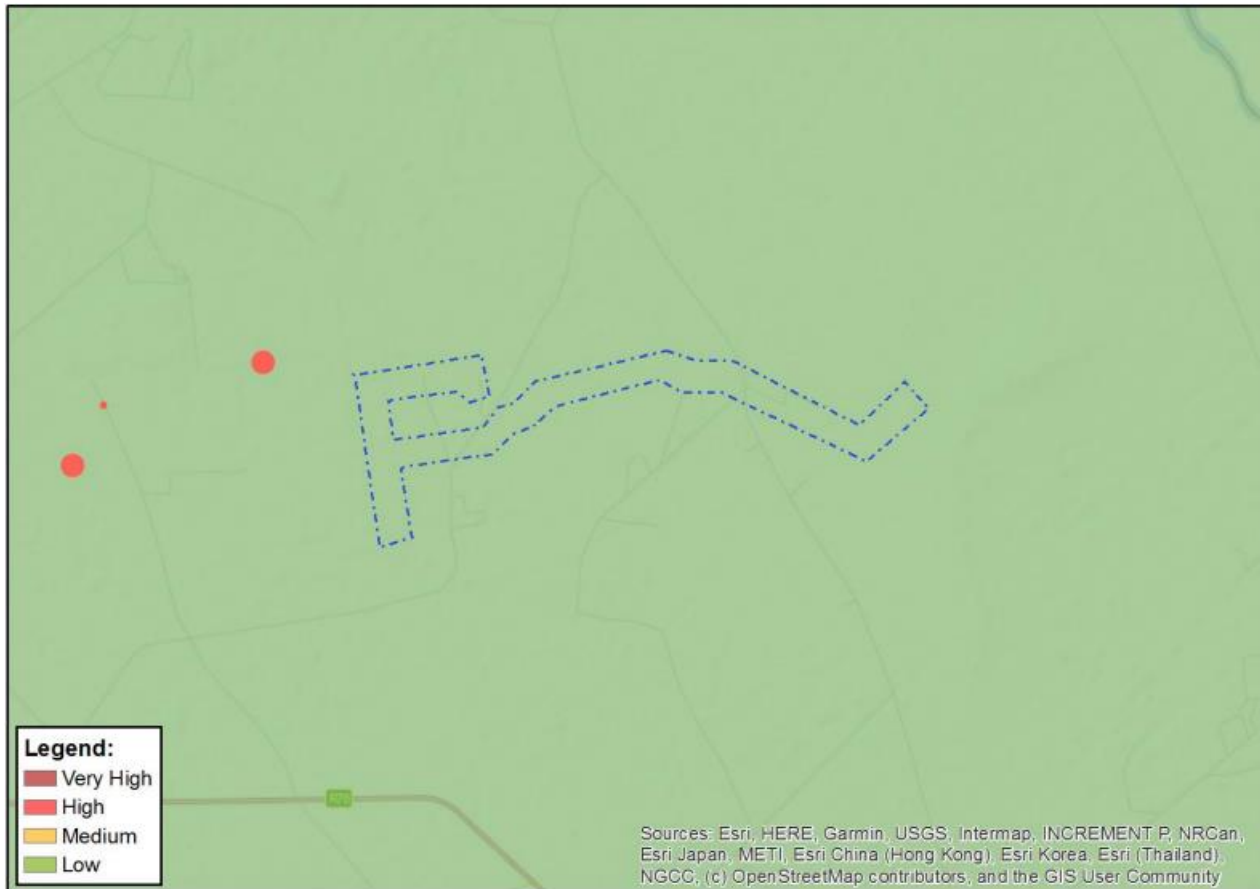 Legend:
Very High
High
Medium
Low
Sources: Esri, HERE, Garmin, USGS, Intermap, INCREMENT P, NRCan,
Esri Japan, METI, Esri China (Hong Kong), Esri Korea, Esri (Thailand),
NGCC, (c) OpenStreetMap contributors, and the GIS User Community